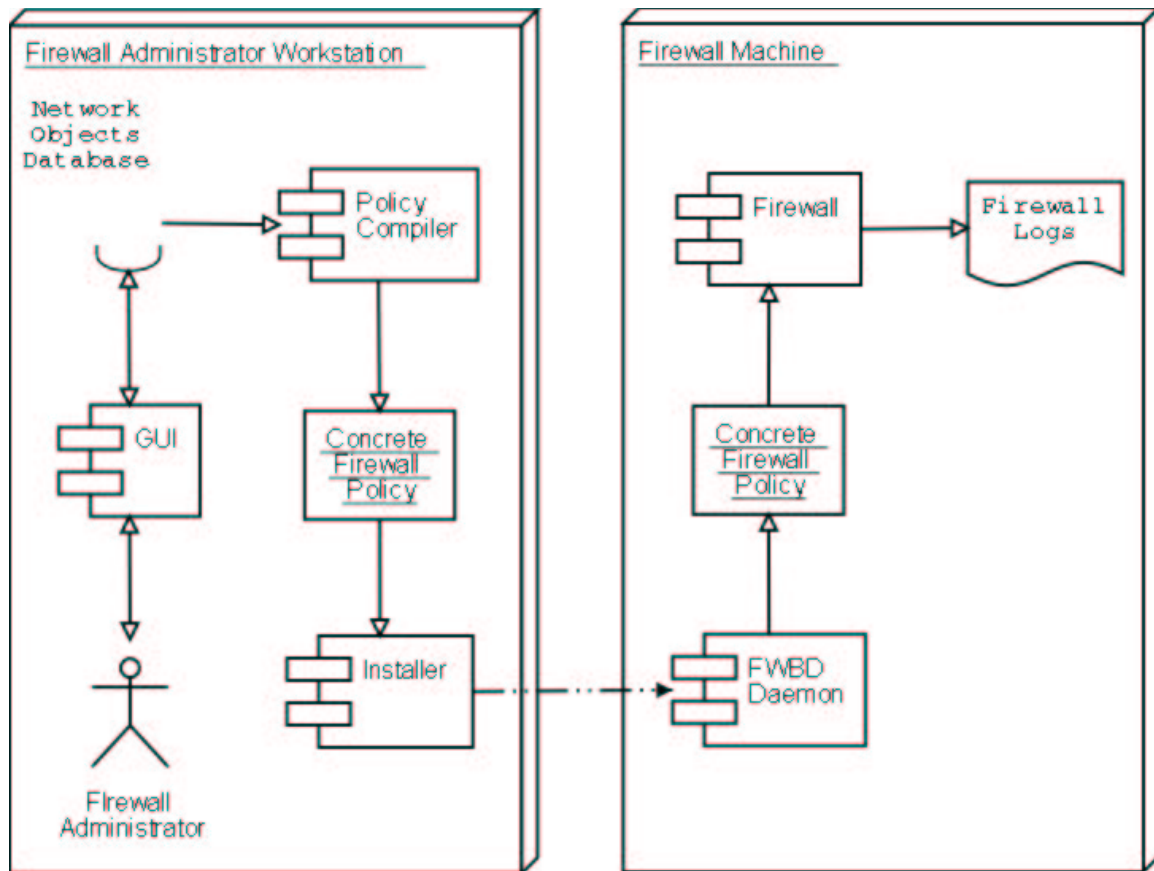 Firewall Administrator Workstation
Network
Objects
Database
Policy
Compiler
GUI
Concrete
Firewall
Policy
Installer
FIrewall
Administrator
Firewall Machine
Firewall
Firewall
Logs
Concrete
Firewall
Policy
FWBD
Daemon